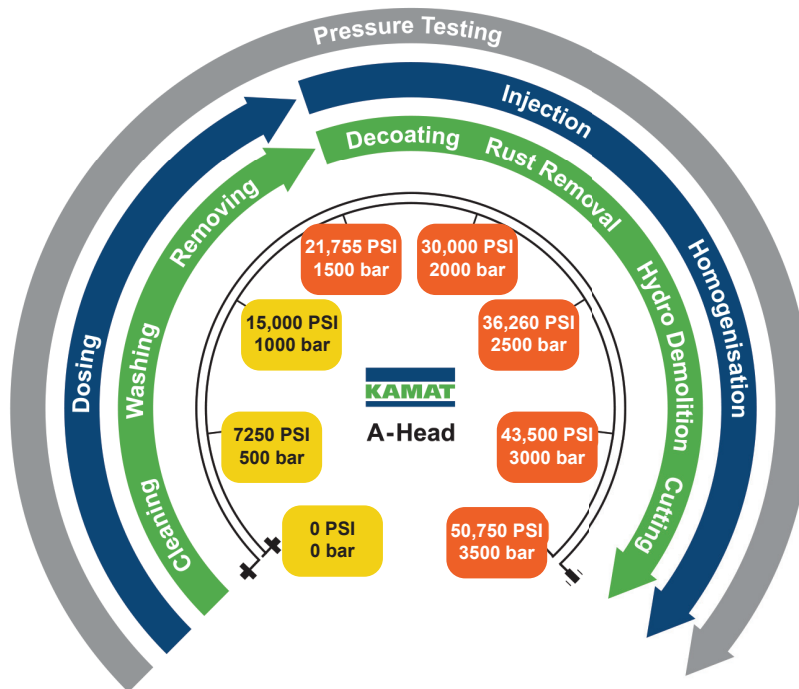 Pressure Testing
Dosing
Injection
Homogenisation
Cleaning
Washing
Removing
Decoating
Rust Removal
Hydro Demolition
Cutting
0 PSI
0 bar
7250 PSI
500 bar
15,000 PSI
1000 bar
21,755 PSI
1500 bar
30,000 PSI
2000 bar
36,260 PSI
2500 bar
43,500 PSI
3000 bar
50,750 PSI
3500 bar
KAMAT
A-Head